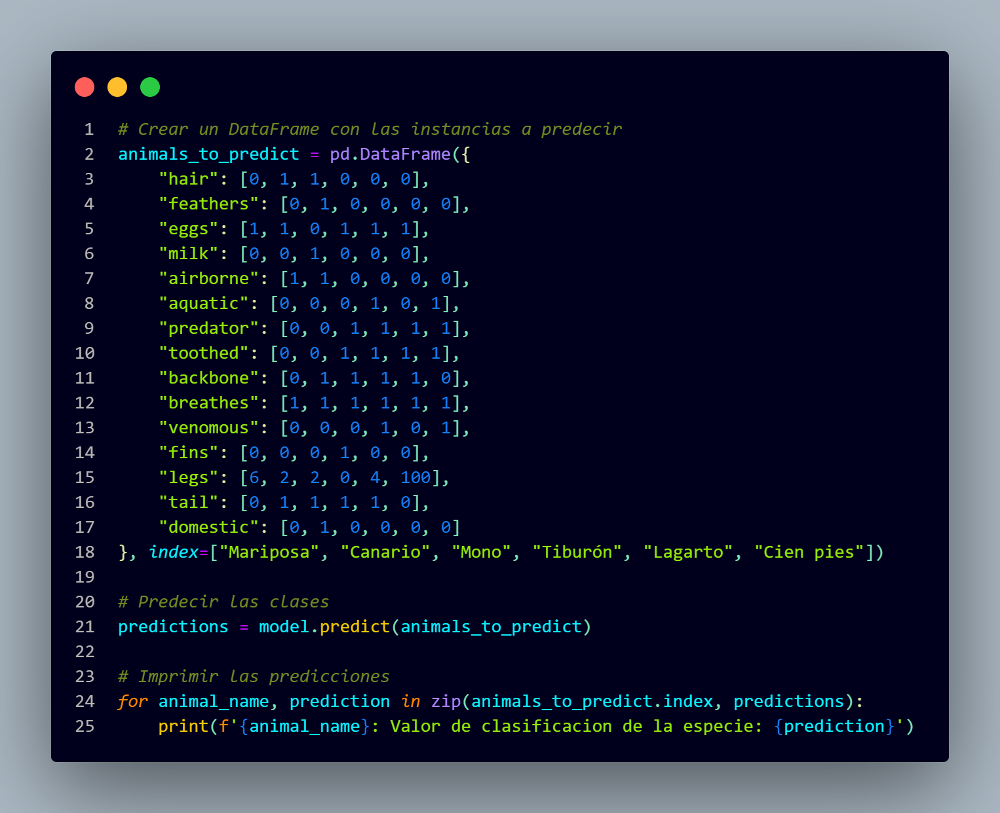 1 # Crear un DataFrame con las instancias a predecir
2 animals_to_predict = pd.DataFrame({
3     "hair": [0, 1, 1, 0, 0, 0],
4     "feathers": [0, 1, 0, 0, 0, 0],
5     "eggs": [1, 1, 0, 1, 1, 1],
6     "milk": [0, 0, 1, 0, 0, 0],
7     "airborne": [1, 1, 0, 0, 0, 0],
8     "aquatic": [0, 0, 0, 1, 0, 1],
9     "predator": [0, 0, 1, 1, 1, 1],
10     "toothed": [0, 0, 1, 1, 1, 1],
11     "backbone": [0, 1, 1, 1, 1, 0],
12     "breathes": [1, 1, 1, 1, 1, 1],
13     "venomous": [0, 0, 0, 1, 0, 1],
14     "fins": [0, 0, 0, 1, 0, 0],
15     "legs": [6, 2, 2, 0, 4, 100],
16     "tail": [0, 1, 1, 1, 1, 0],
17     "domestic": [0, 1, 0, 0, 0, 0]
18 }, index=["Mariposa", "Canario", "Mono", "Tiburón", "Lagarto", "Cien pies"])
19
20 # Predecir las clases
21 predictions = model.predict(animals_to_predict)
22
23 # Imprimir las predicciones
24 for animal_name, prediction in zip(animals_to_predict.index, predictions):
25     print(f'{animal_name}: Valor de clasificacion de la especie: {prediction}')